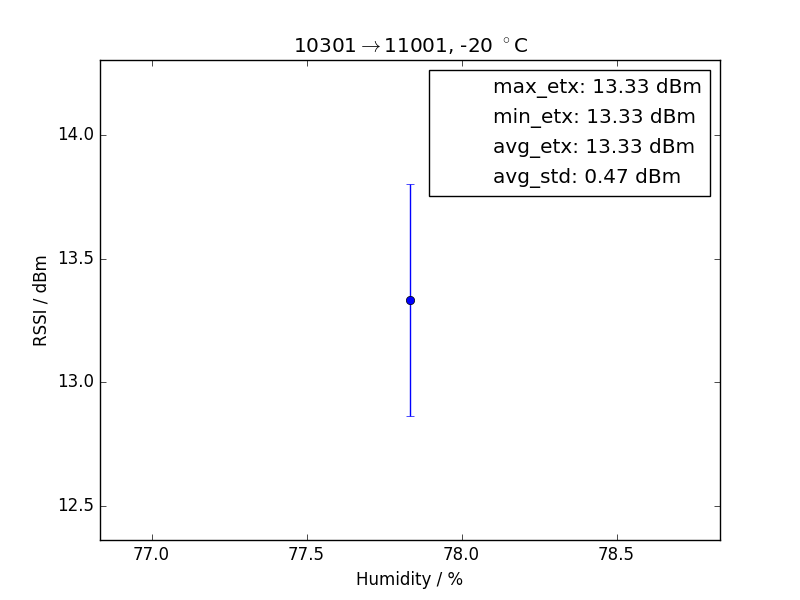 10301→11001, -20 °C
max_etx: 13.33 dBm
min_etx: 13.33 dBm
avg_etx: 13.33 dBm
avg_std: 0.47 dBm
RSSI / dBm
14.0
13.5
13.0
12.5
77.0 77.5 78.0 78.5
Humidity / %